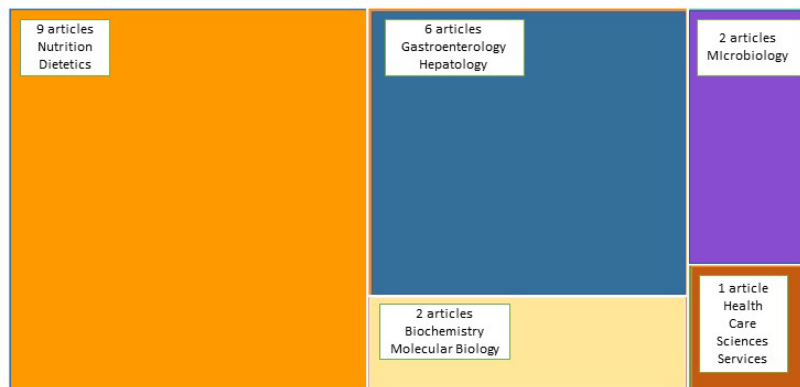 9 articles
Nutrition
Dietetics
6 articles
Gastroenterology
Hepatology
2 articles
MIcrobiology
2 articles
Biochemistry
Molecular Biology
1 article
Health
Care
Sciences
Services